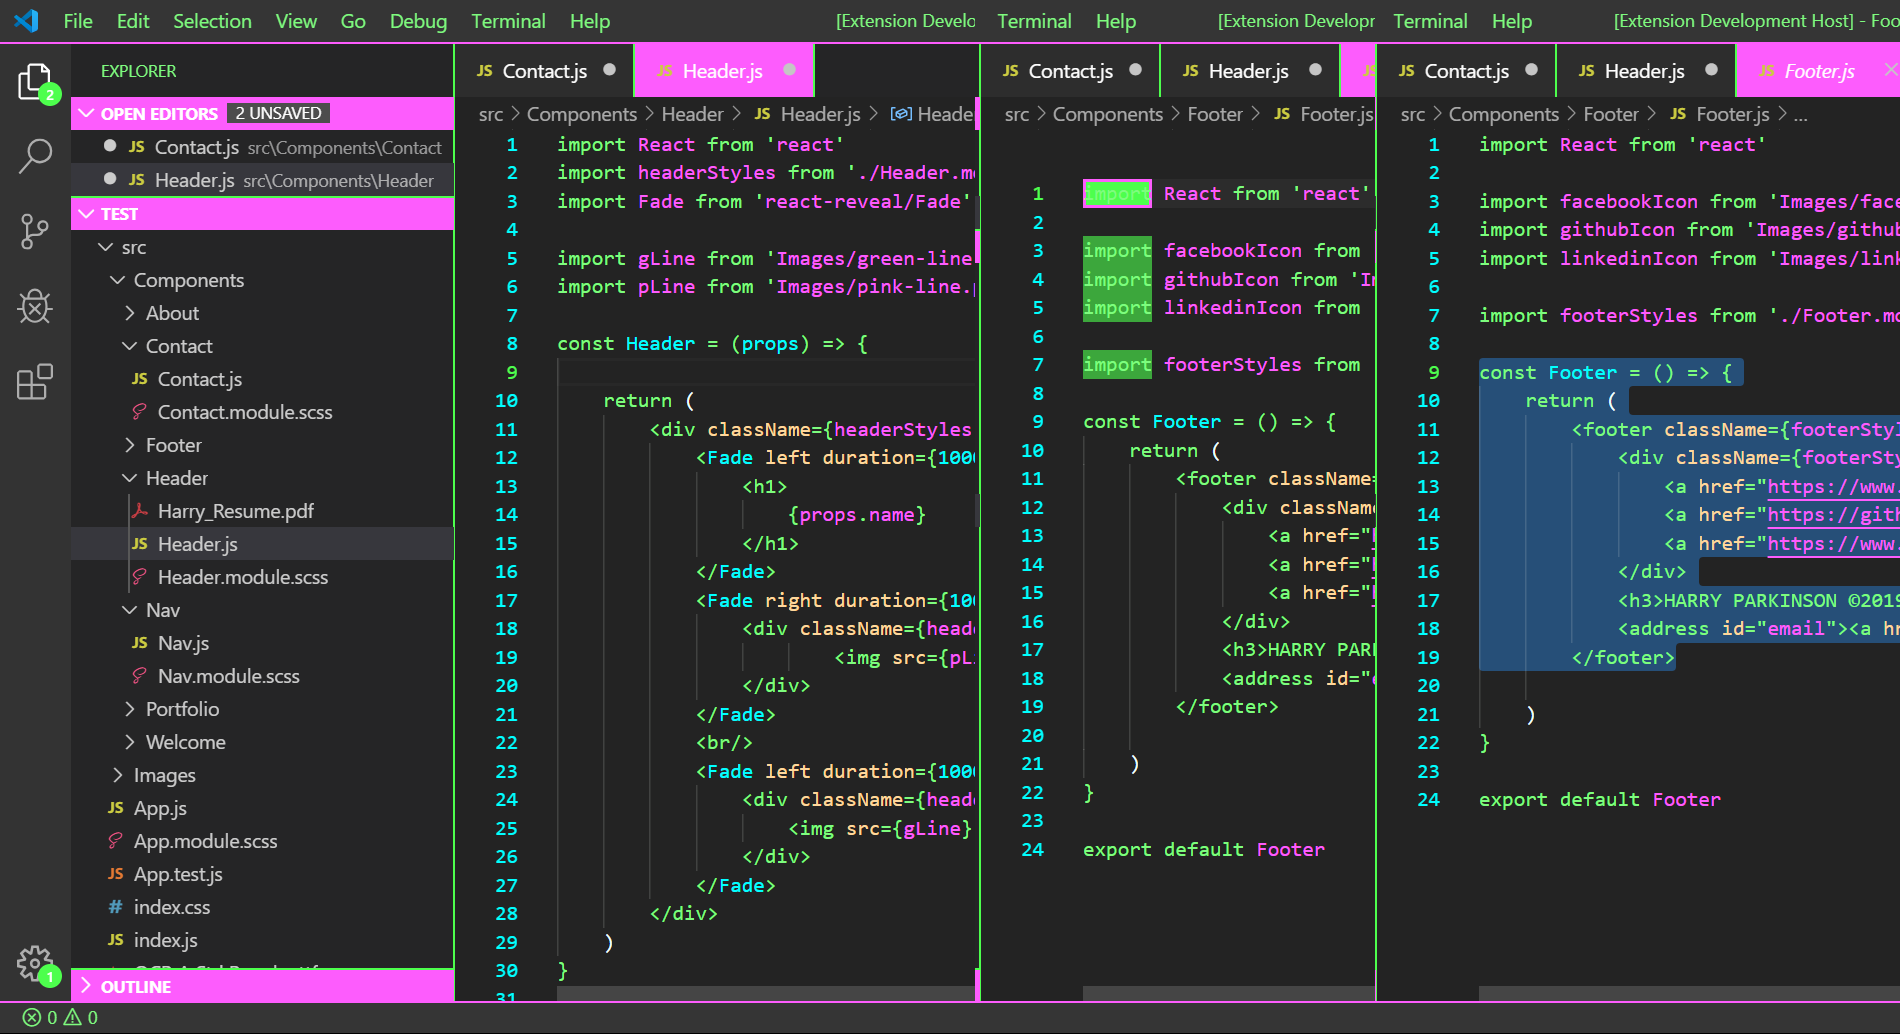 File Edit Selection View Go Debug Terminal Help [Extension Develo
Terminal Help [Extension Developr
Terminal Help [Extension Development Host] - Foo
EXPLORER
OPEN EDITORS 2 UNSAVED
JS Contact.js src\Components\Contact
JS Header.js src\Components\Header
TEST
src
Components
About
Contact
JS Contact.js
Contact.module.scss
Footer
Header
Harry_Resume.pdf
JS Header.js
Header.module.scss
Nav
JS Nav.js
Nav.module.scss
Portfolio
Welcome
Images
JS App.js
App.module.scss
JS App.test.js
# index.css
JS index.js
OUTLINE
2
1
0 0
JS Contact.js JS Header.js
src > Components > Header > JS Header.js > Heade
1 import React from 'react'
2 import headerStyles from './Header.mo
3 import Fade from 'react-reveal/Fade'
4
5 import gLine from 'Images/green-line
6 import pLine from 'Images/pink-line.p
7
8 const Header = (props) => {
9
10 return (
11 <div className={headerStyles
12 <Fade left duration={1000
13 <h1>
14 {props.name}
15 </h1>
16 </Fade>
17 <Fade right duration={100
18 <div className={heade
19 <img src={pLi
20 </div>
21 </Fade>
22 <br/>
23 <Fade left duration={1000
24 <div className={heade
25 <img src={gLine}
26 </div>
27 </Fade>
28 </div>
29 )
30 }
31
JS Contact.js JS Header.js JS
src > Components > Footer > JS Footer.js
1 import React from 'react'
2
3 import facebookIcon from
4 import githubIcon from 'Im
5 import linkedinIcon from
6
7 import footerStyles from
8
9 const Footer = () => {
10 return (
11 <footer className=
12 <div className
13 <a href="h
14 <a href="h
15 <a href="h
16 </div>
17 <h3>HARRY PARK
18 <address id="e
19 </footer>
20
21 )
22 }
23
24 export default Footer
JS Contact.js JS Header.js JS Footer.js
src > Components > Footer > JS Footer.js > ...
1 import React from 'react'
2
3 import facebookIcon from 'Images/face
4 import githubIcon from 'Images/github
5 import linkedinIcon from 'Images/link
6
7 import footerStyles from './Footer.mo
8
9 const Footer = () => {
10 return (
11 <footer className={footerStyl
12 <div className={footerSty
13 <a href="https://www.
14 <a href="https://gith
15 <a href="https://www.
16 </div>
17 <h3>HARRY PARKINSON ©2019
18 <address id="email"><a hr
19 </footer>
20
21 )
22 }
23
24 export default Footer